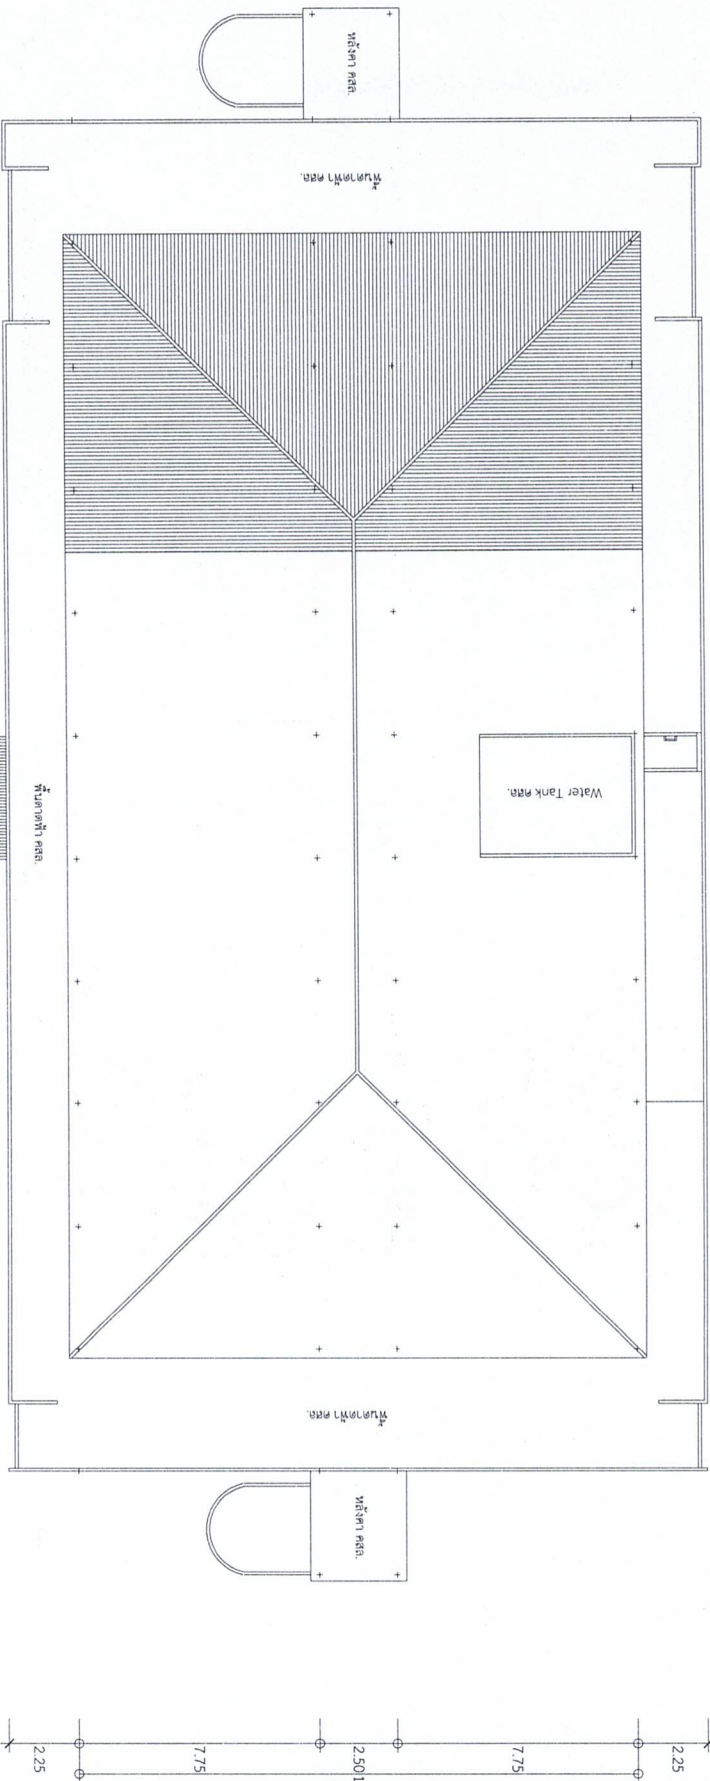 หลังคา คสล.
พื้นดาดฟ้า คสล.
Water Tank คสล.
พื้นดาดฟ้า คสล.
พื้นดาดฟ้า คสล.
หลังคา คสล.
2.25
7.75
2.501
7.75
2.25